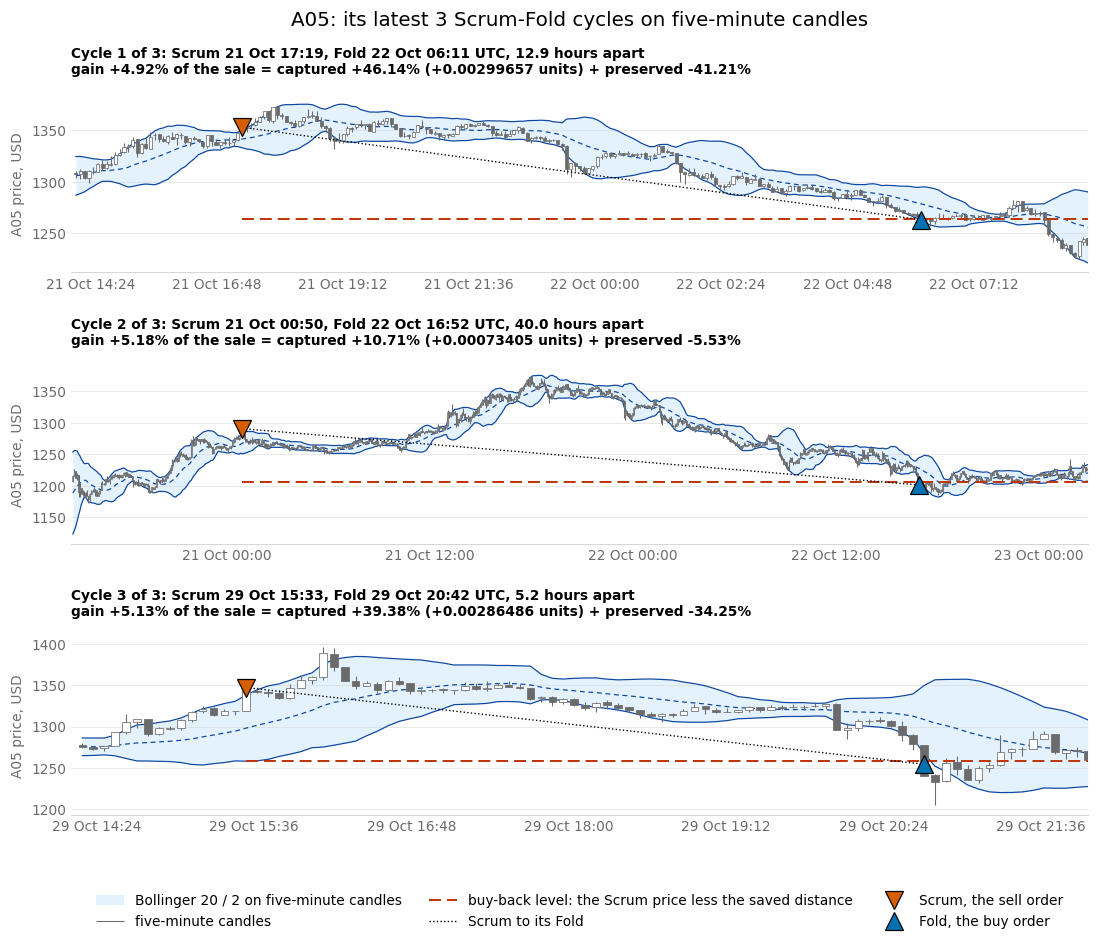 A05: its latest 3 Scrum-Fold cycles on five-minute candles
Cycle 1 of 3: Scrum 21 Oct 17:19, Fold 22 Oct 06:11 UTC, 12.9 hours apart
gain +4.92% of the sale = captured +46.14% (+0.00299657 units) + preserved -41.21%
A05 price, USD
1350
1300
1250
21 Oct 14:24 21 Oct 16:48 21 Oct 19:12 21 Oct 21:36 22 Oct 00:00 22 Oct 02:24 22 Oct 04:48 22 Oct 07:12
Cycle 2 of 3: Scrum 21 Oct 00:50, Fold 22 Oct 16:52 UTC, 40.0 hours apart
gain +5.18% of the sale = captured +10.71% (+0.00073405 units) + preserved -5.53%
A05 price, USD
1350
1300
1250
1200
1150
21 Oct 00:00 21 Oct 12:00 22 Oct 00:00 22 Oct 12:00 23 Oct 00:00
Cycle 3 of 3: Scrum 29 Oct 15:33, Fold 29 Oct 20:42 UTC, 5.2 hours apart
gain +5.13% of the sale = captured +39.38% (+0.00286486 units) + preserved -34.25%
A05 price, USD
1400
1350
1300
1250
1200
29 Oct 14:24 29 Oct 15:36 29 Oct 16:48 29 Oct 18:00 29 Oct 19:12 29 Oct 20:24 29 Oct 21:36
Bollinger 20 / 2 on five-minute candles
five-minute candles
buy-back level: the Scrum price less the saved distance
Scrum to its Fold
Scrum, the sell order
Fold, the buy order